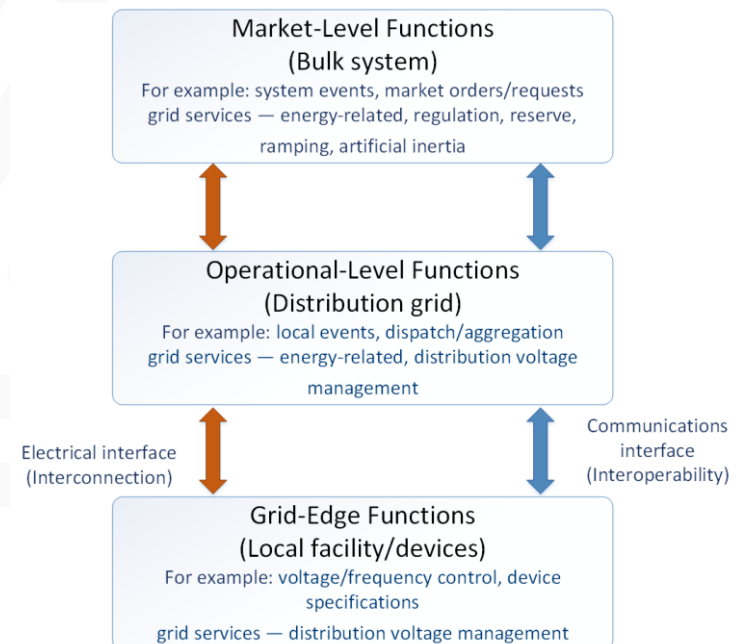 Market-Level Functions
(Bulk system)
For example: system events, market orders/requests
grid services — energy-related, regulation, reserve,
ramping, artificial inertia
Operational-Level Functions
(Distribution grid)
For example: local events, dispatch/aggregation
grid services — energy-related, distribution voltage
management
Electrical interface
(Interconnection)
Communications
interface
(Interoperability)
Grid-Edge Functions
(Local facility/devices)
For example: voltage/frequency control, device
specifications
grid services — distribution voltage management